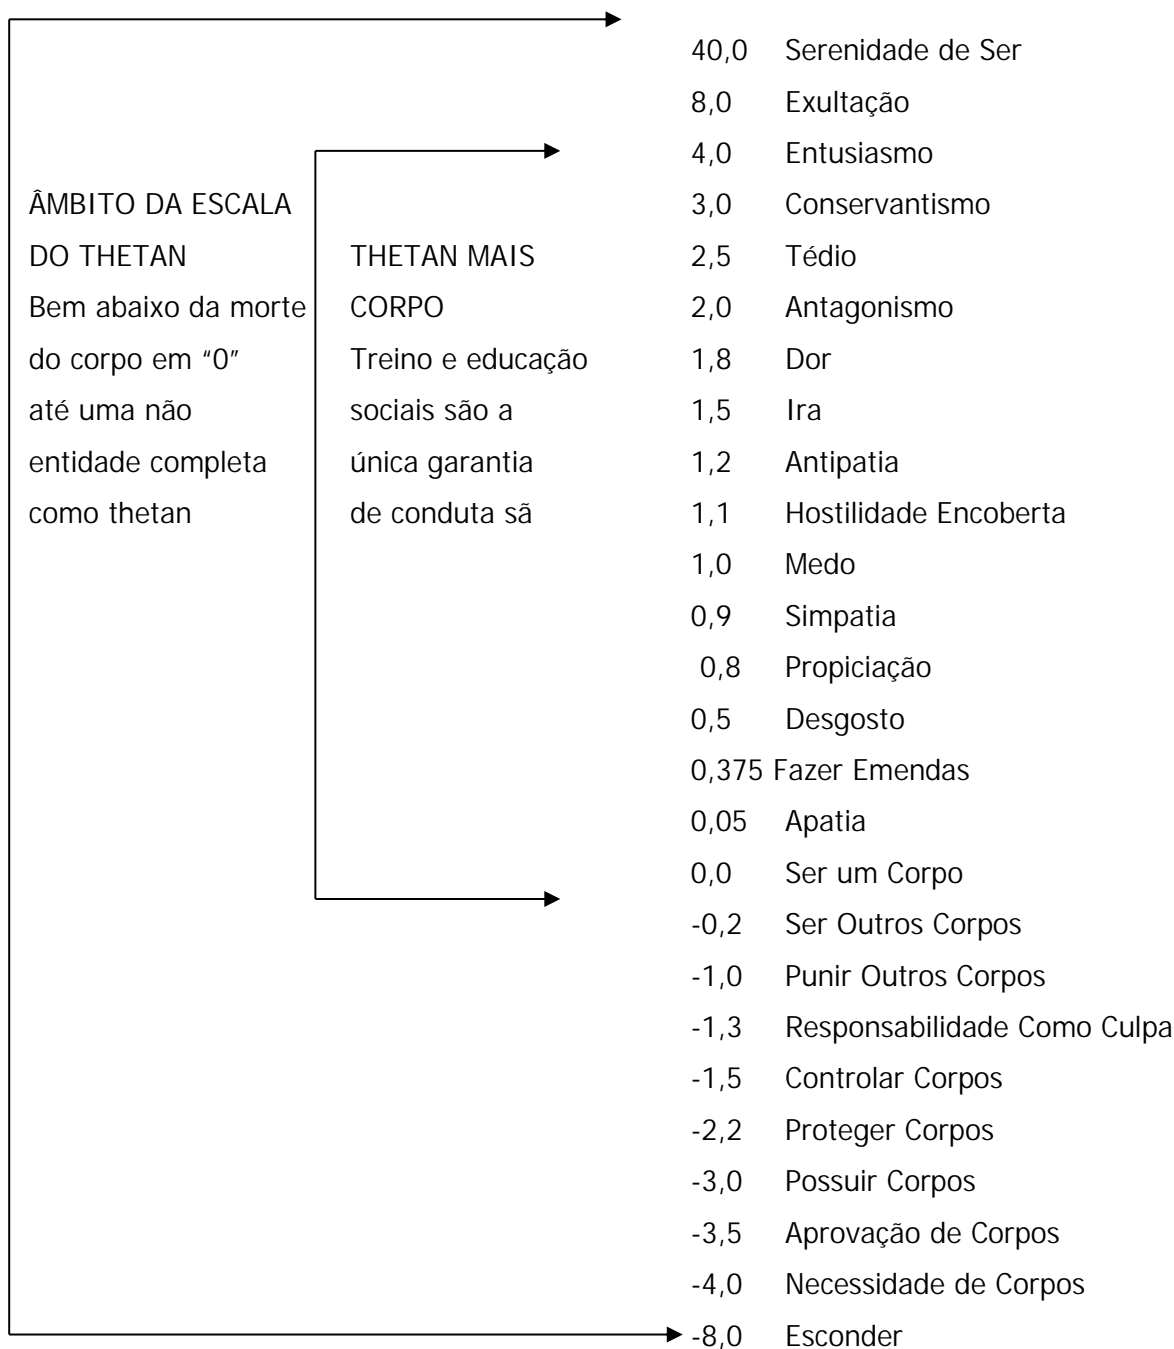 40,0 Serenidade de Ser
8,0 Exultação
4,0 Entusiasmo
ÂMBITO DA ESCALA
DO THETAN
Bem abaixo da morte
do corpo em “0”
até uma não
entidade completa
como thetan
THETAN MAIS
CORPO
Treino e educação
sociais são a
única garantia
de conduta sã
3,0 Conservantismo
2,5 Tédio
2,0 Antagonismo
1,8 Dor
1,5 Ira
1,2 Antipatia
1,1 Hostilidade Encoberta
1,0 Medo
0,9 Simpatia
0,8 Propiciação
0,5 Desgosto
0,375 Fazer Emendas
0,05 Apatia
0,0 Ser um Corpo
-0,2 Ser Outros Corpos
-1,0 Punir Outros Corpos
-1,3 Responsabilidade Como Culpa
-1,5 Controlar Corpos
-2,2 Proteger Corpos
-3,0 Possuir Corpos
-3,5 Aprovação de Corpos
-4,0 Necessidade de Corpos
-8,0 Esconder